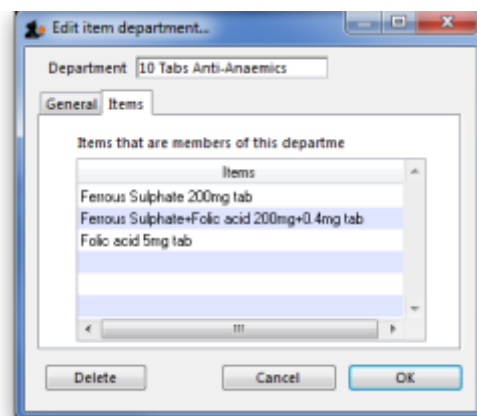 Edit item department...
Department 10 Tabs Anti-Anaemics
General Items
Items that are members of this departme
Items
Ferrous Sulphate 200mg tab
Ferrous Sulphate+Folic acid 200mg+0.4mg tab
Folic acid 5mg tab
Delete Cancel OK